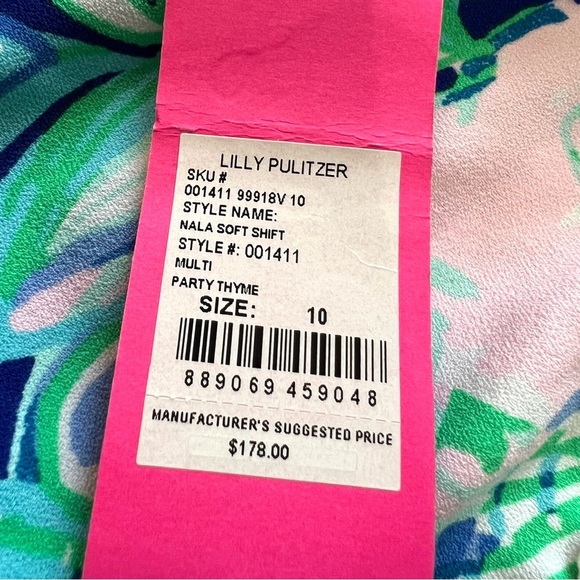 LILLY PULITZER
SKU #
001411 99918V 10
STYLE NAME:
NALA SOFT SHIFT
STYLE #: 001411
MULTI
PARTY THYME
SIZE: 10
889069 459048
MANUFACTURER'S SUGGESTED PRICE
$178.00